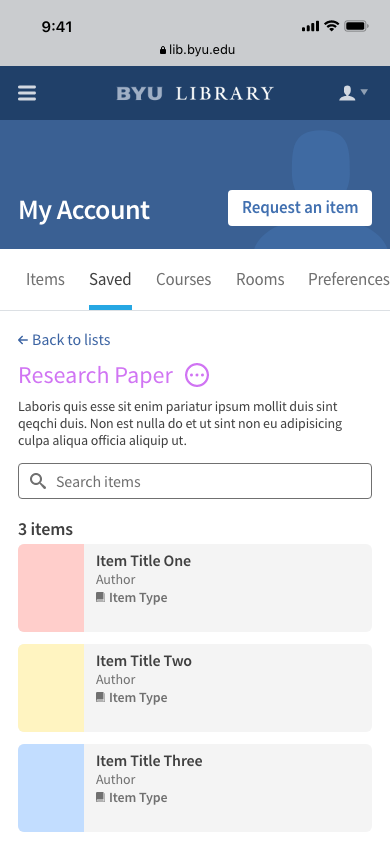 9:41
lib.byu.edu
BYU LIBRARY
My Account
Request an item
Items Saved Courses Rooms Preferences
Back to lists
Research Paper
Laboris quis esse sit enim pariatur ipsum mollit duis sint
qeqchi duis. Non est nulla do et ut sint non eu adipisicing
culpa aliqua officia aliquip ut.
Search items
3 items
Item Title One
Author
Item Type
Item Title Two
Author
Item Type
Item Title Three
Author
Item Type